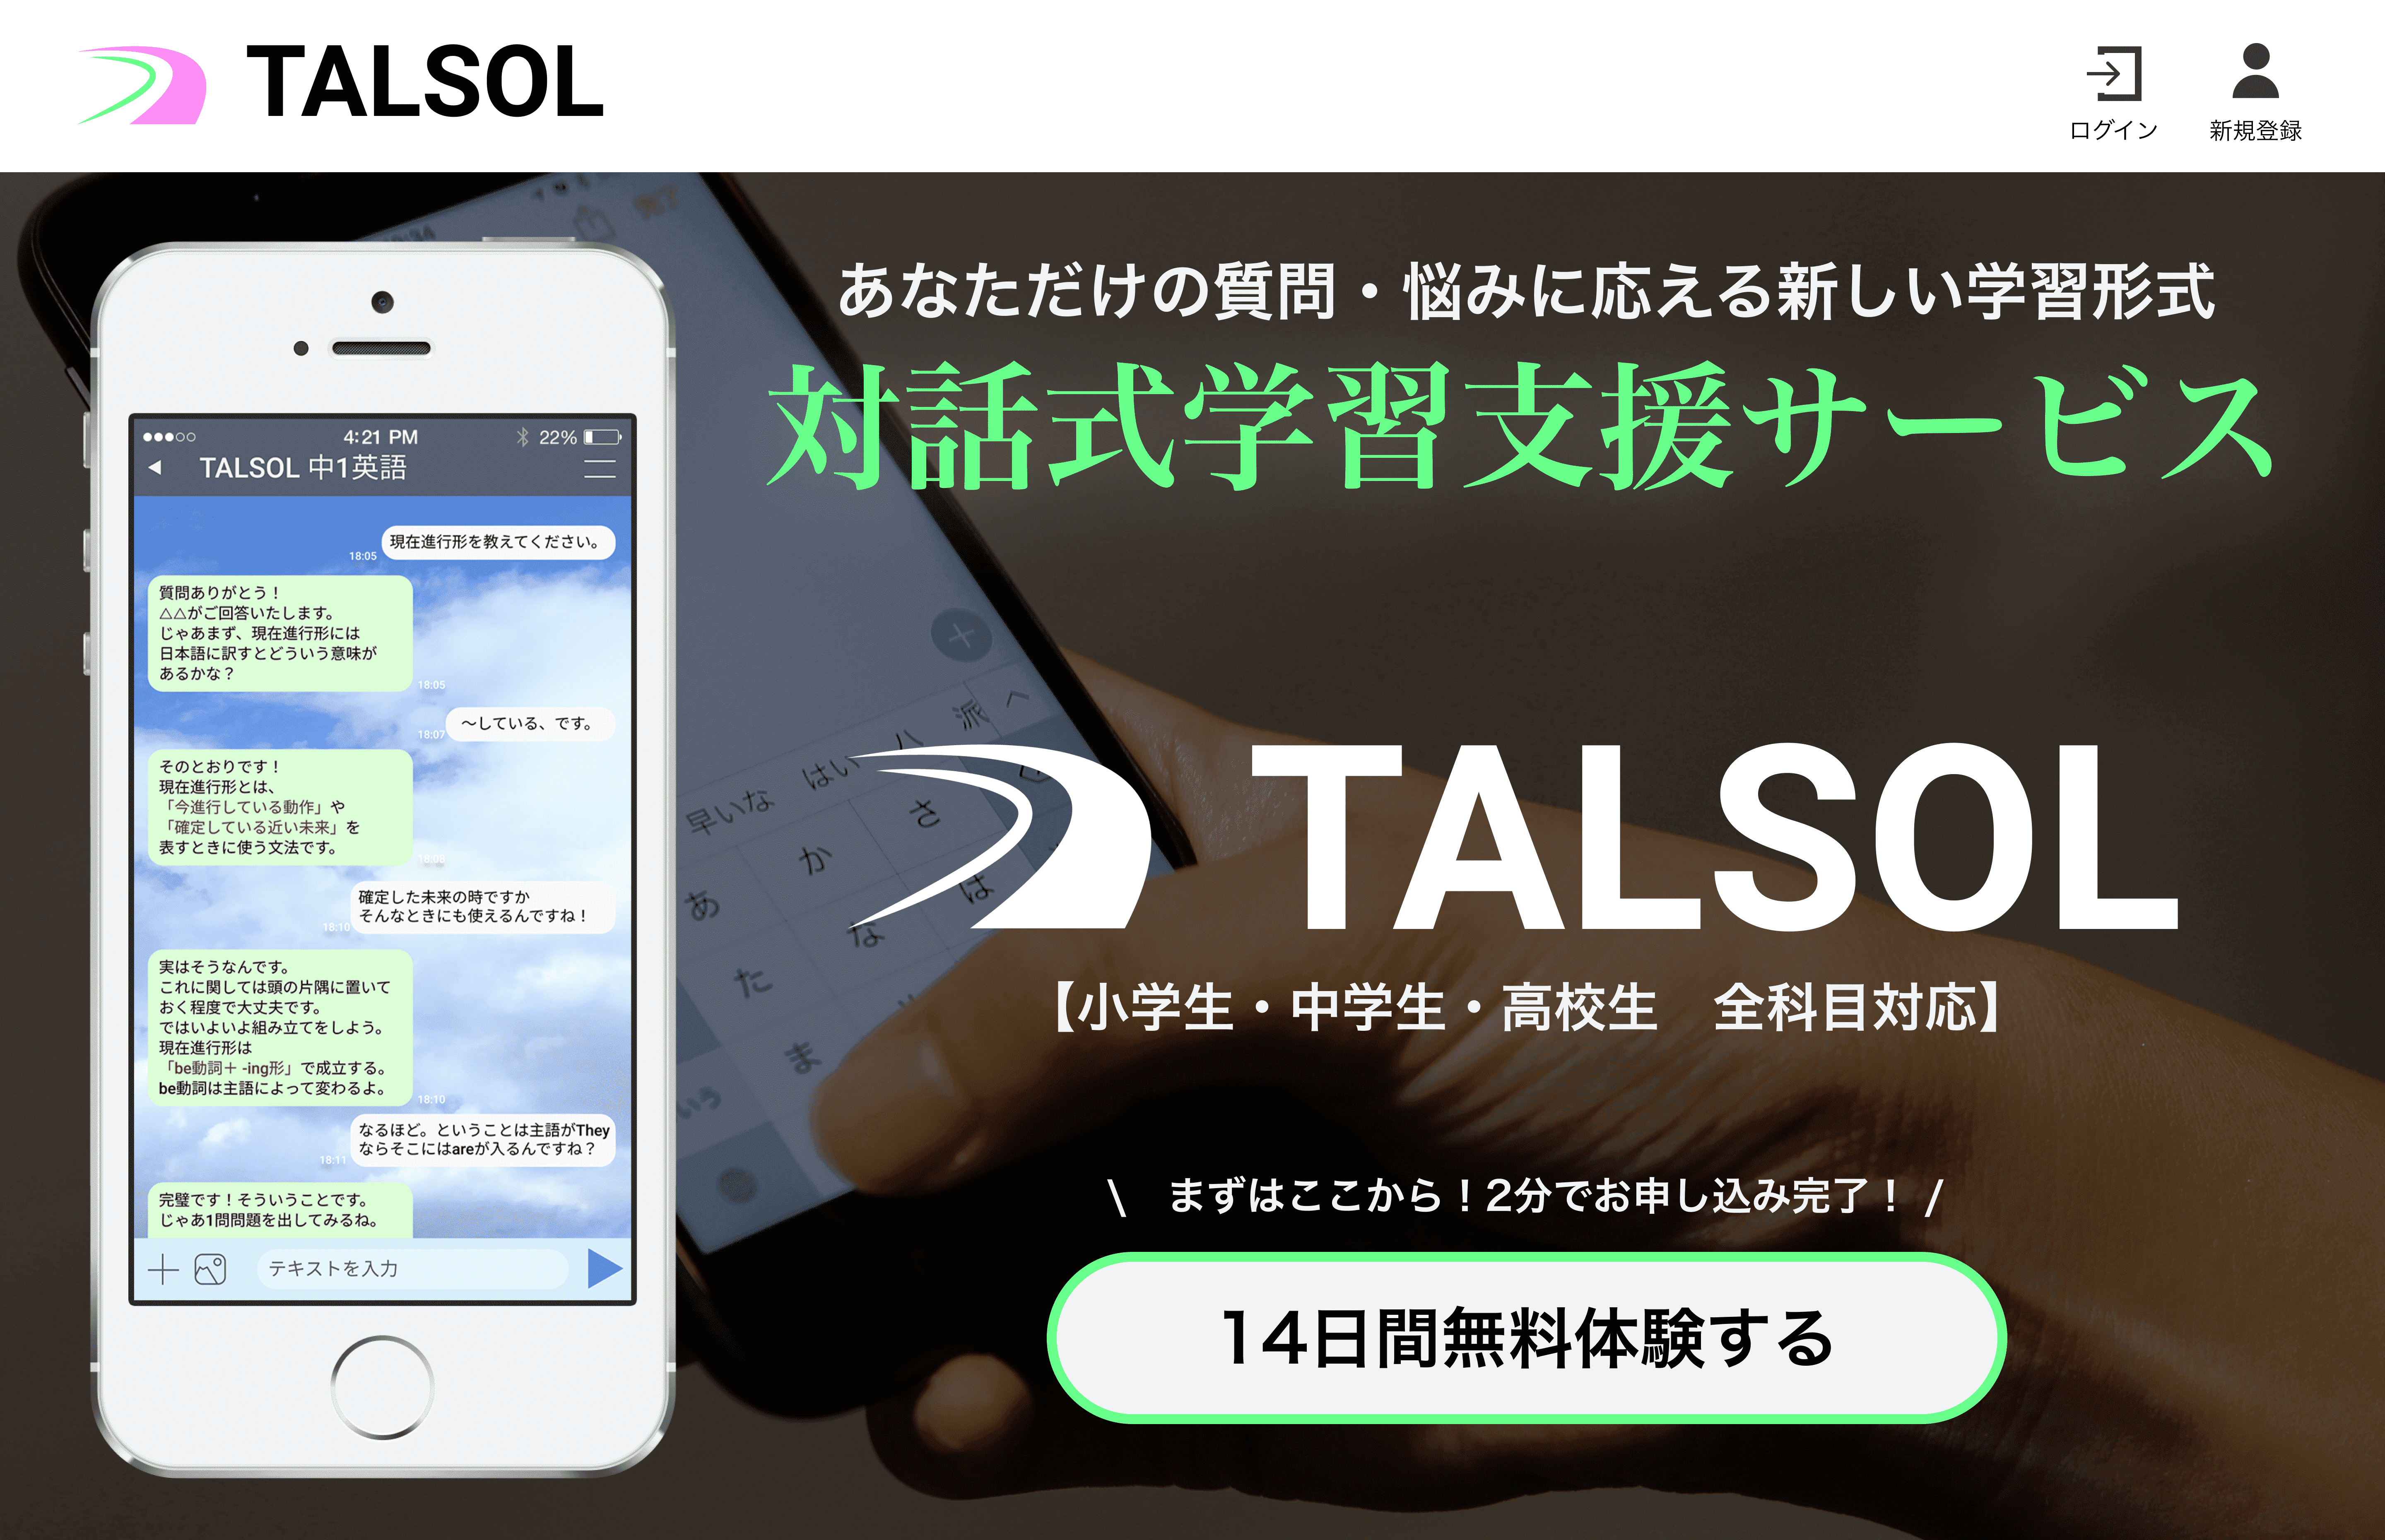 TALSOL
ログイン
新規登録
あなただけの質問・悩みに応える新しい学習形式
対話式学習支援サービス
4:21 PM
22%
TALSOL 中1英語
現在進行形を教えてください。
18:05
質問ありがとう！
△△がご回答いたします。
じゃあまず、現在進行形には
日本語に訳すとどういう意味が
あるかな？
18:05
〜している、です。
18:07
そのとおりです！
現在進行形とは、
「今進行している動作」や
「確定している近い未来」を
表すときに使う文法です。
18:08
確定した未来の時ですか
そんなときにも使えるんですね！
18:10
実はそうなんです。
これに関しては頭の片隅に置いて
おく程度で大丈夫です。
ではいよいよ組み立てをしよう。
現在進行形は
「be動詞＋ -ing形」で成立する。
be動詞は主語によって変わるよ。
18:10
なるほど。ということは主語がThey
ならそこにはareが入るんですね？
18:11
完璧です！そういうことです。
じゃあ1問問題を出してみるね。
テキストを入力
完了
派
ハ
はい
早いな
あ
か
さ
た
な
は
ま
TALSOL
【小学生・中学生・高校生　全科目対応】
\　まずはここから！2分でお申し込み完了！ /
14日間無料体験する